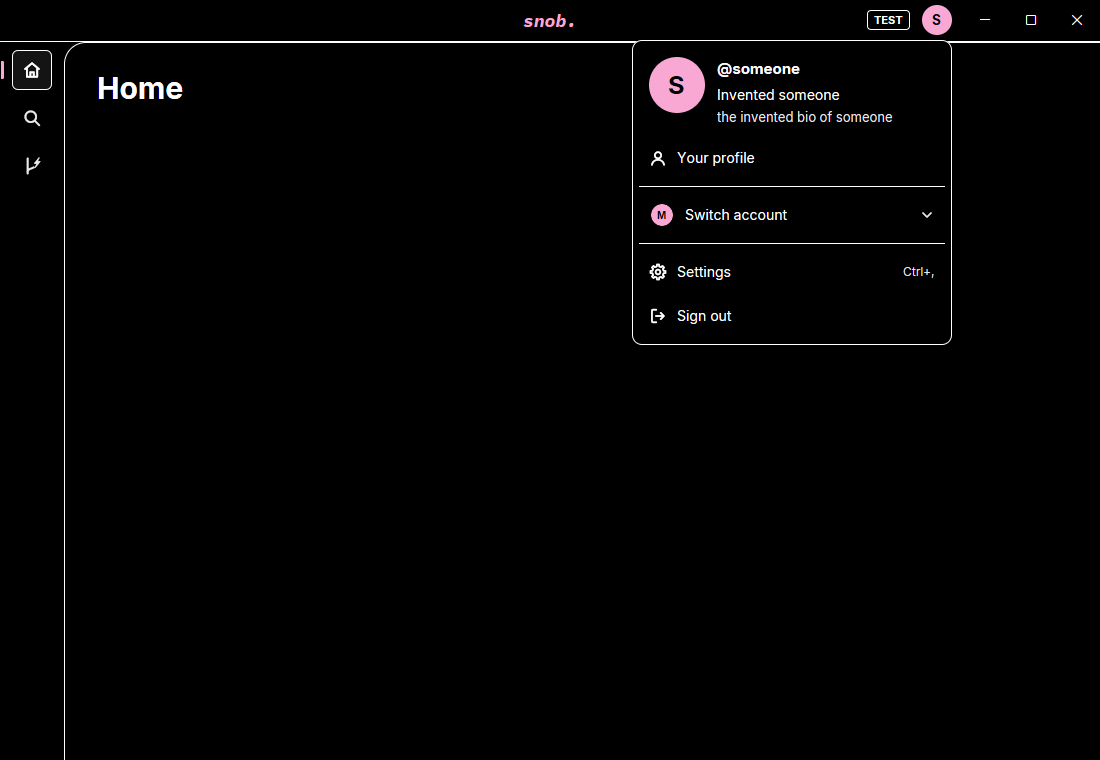 snob.
TEST
S
Home
S
@someone
Invented someone
the invented bio of someone
Your profile
M
Switch account
Settings
Ctrl+,
Sign out